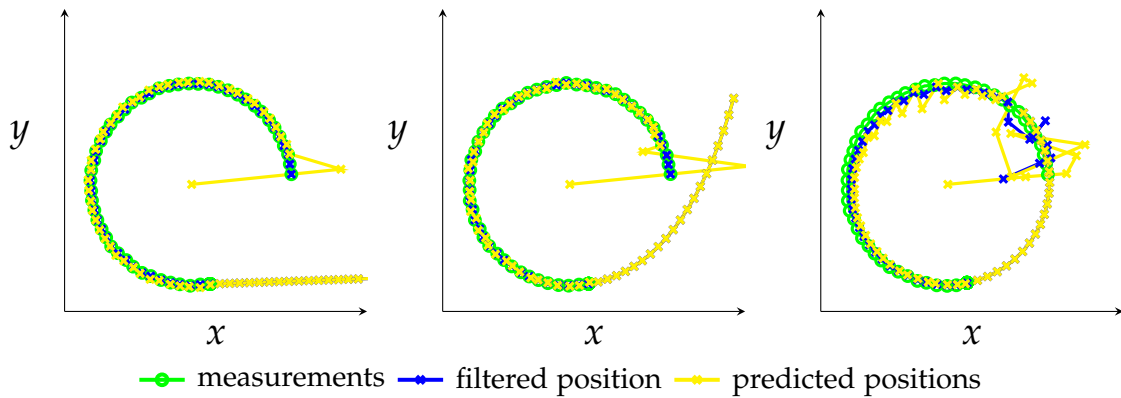 y
y
y
x
x
x
measurements filtered position predicted positions